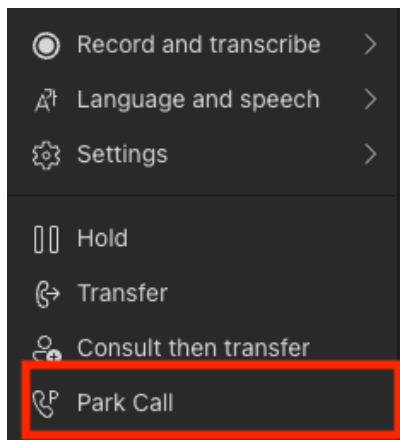 Record and transcribe
Language and speech
Settings
Hold
Transfer
Consult then transfer
Park Call